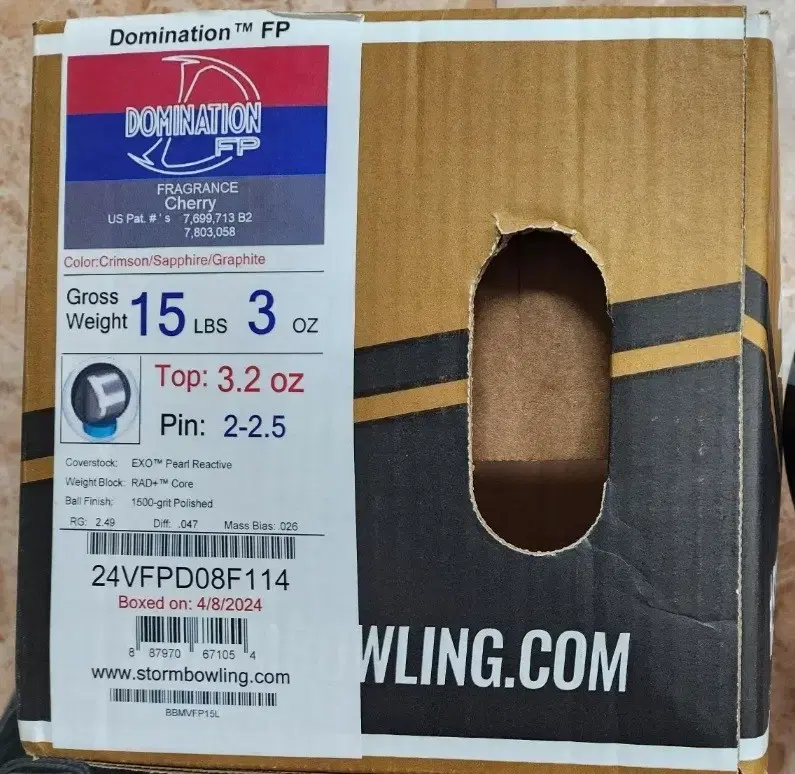 Domination™ FP
DOMINATION
FP
FRAGRANCE
Cherry
US Pat. #'s 7,699,713 B2
7,803,058
Color:Crimson/Sapphire/Graphite
Gross Weight 15 LBS 3 OZ
Top: 3.2 oz
Pin: 2-2.5
Coverstock: EXO™ Pearl Reactive
Weight Block: RAD+™ Core
Ball Finish: 1500-grit Polished
RG: 2.49 Diff: .047 Mass Bias: .026
24VFPD08F114
Boxed on: 4/8/2024
8 87970 67105 4
www.stormbowling.com
BBMVFP15L
WLING.COM